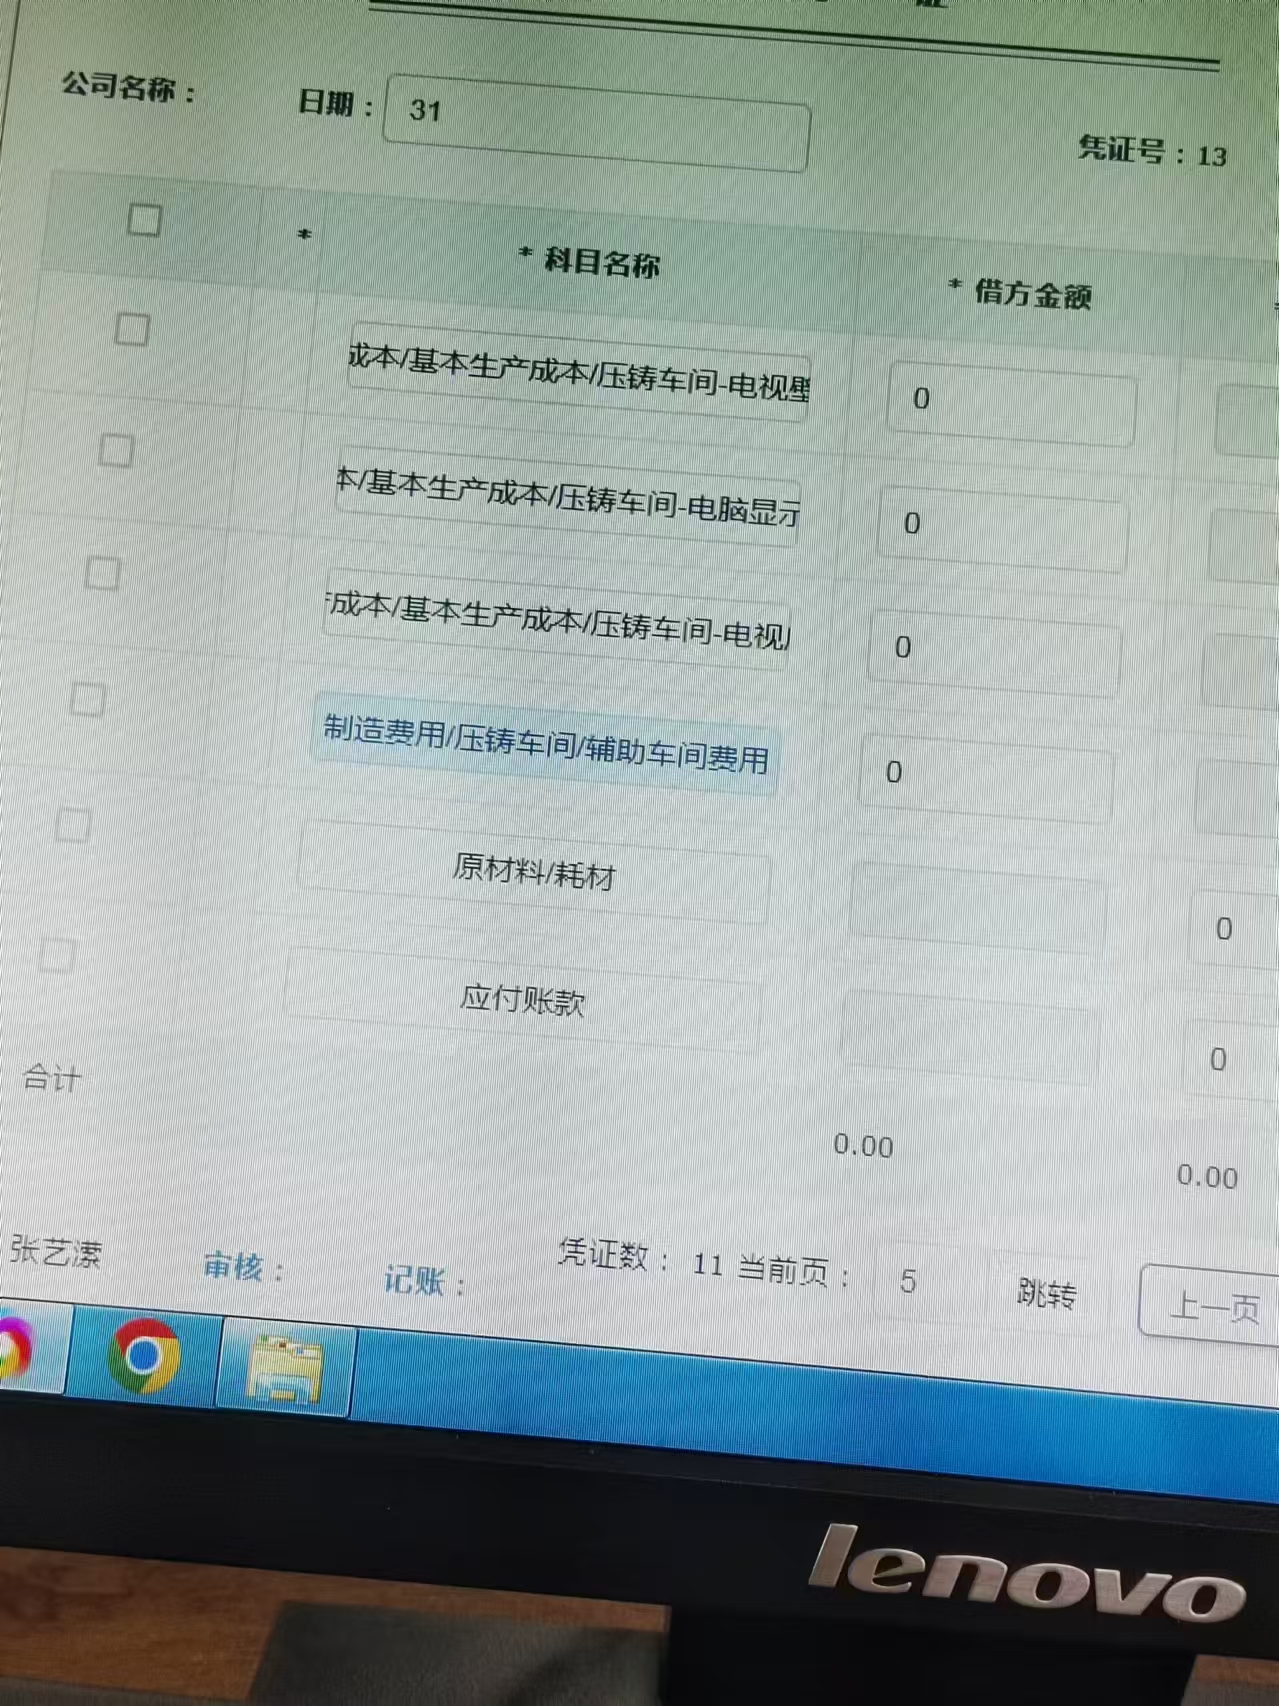 公司名称： 日期： 31 凭证号：13
* * 科目名称 * 借方金额
成本/基本生产成本/压铸车间-电视壁 0
本/基本生产成本/压铸车间-电脑显示 0
成本/基本生产成本/压铸车间-电视 0
制造费用/压铸车间/辅助车间费用 0
原材料/耗材 0
应付账款 0
合计 0.00 0.00
张艺潆 审核： 记账： 凭证数： 11 当前页： 5 跳转 上一页
lenovo